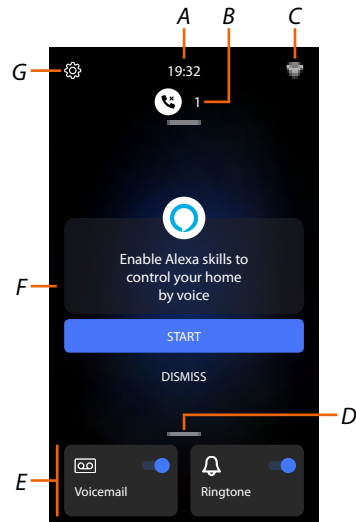 A
B
C
G
19:32
1
Enable Alexa skills to
control your home
by voice
F
START
DISMISS
D
E
Voicemail
Ringtone